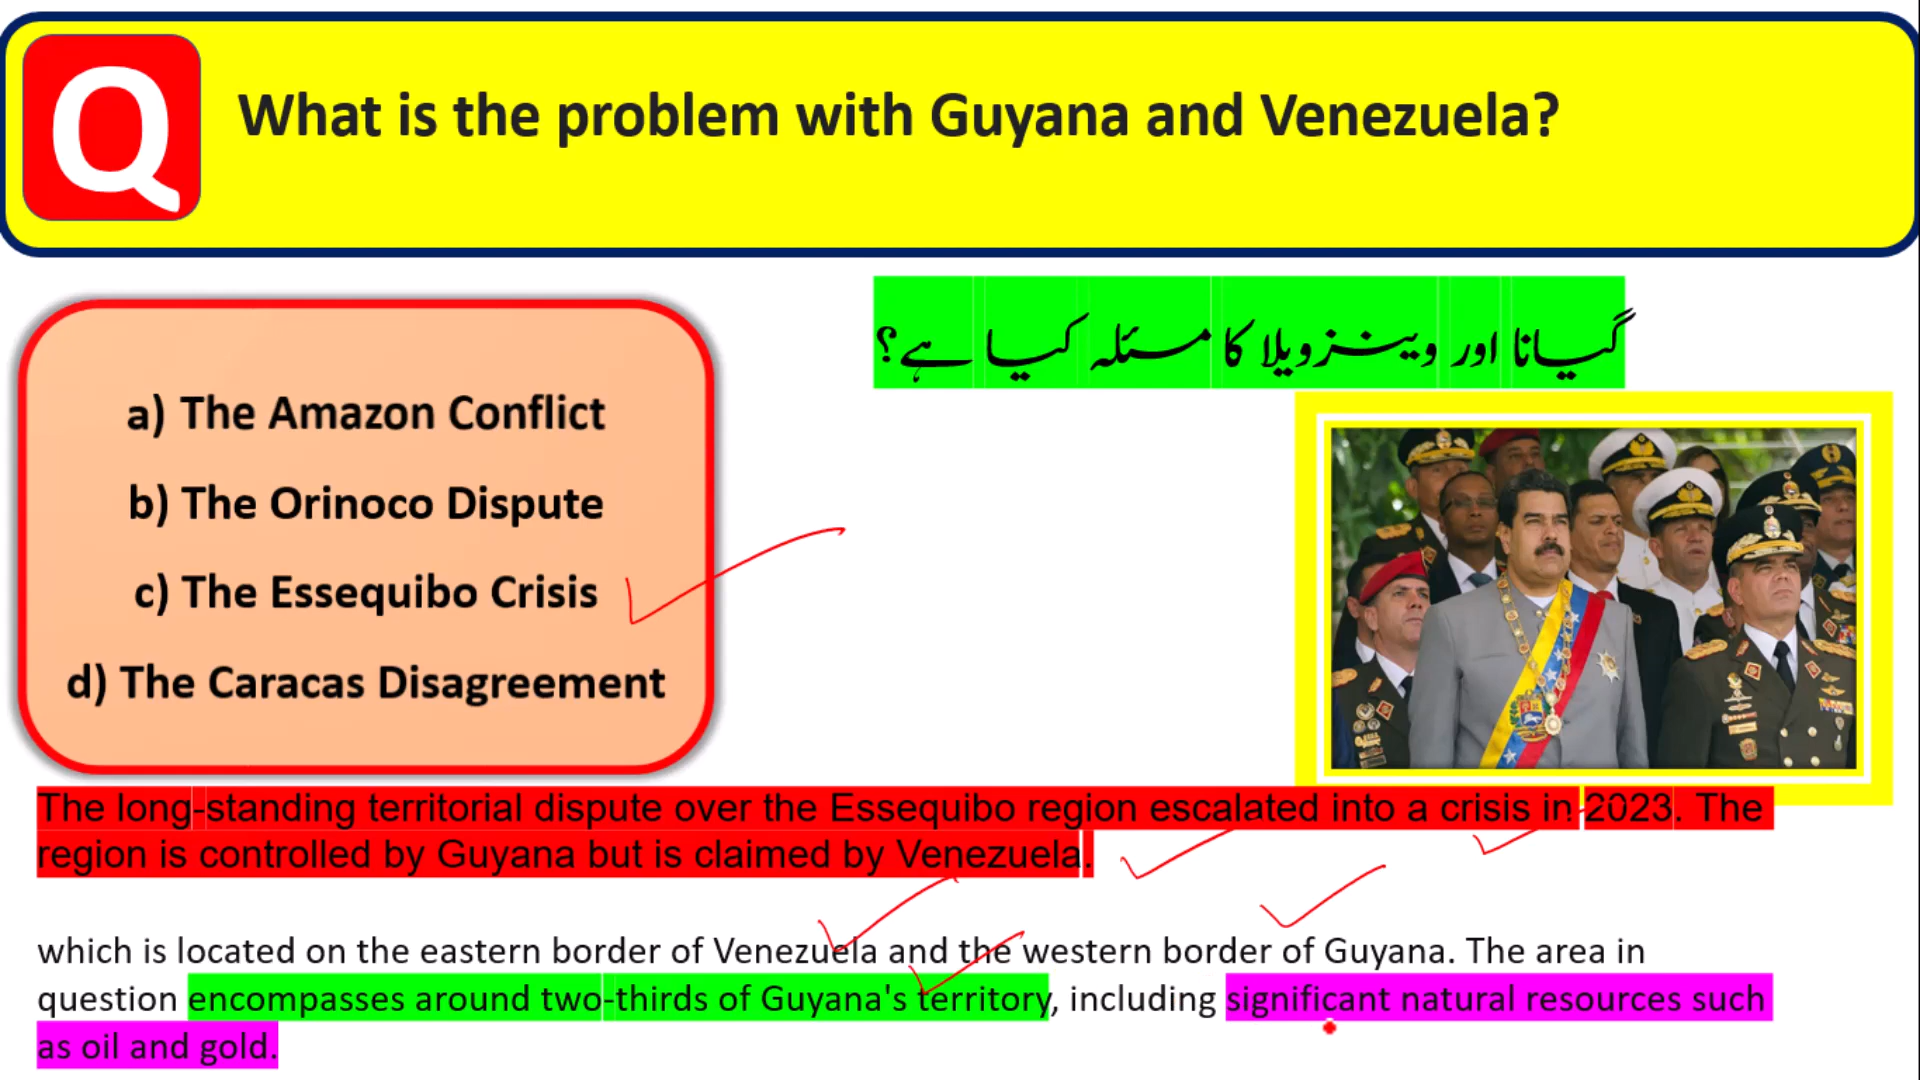 Q
What is the problem with Guyana and Venezuela?
گیانا اور وینزویلا کا مسئلہ کیا ہے؟
a) The Amazon Conflict
b) The Orinoco Dispute
c) The Essequibo Crisis
d) The Caracas Disagreement
The long-standing territorial dispute over the Essequibo region escalated into a crisis in 2023. The
region is controlled by Guyana but is claimed by Venezuela.
which is located on the eastern border of Venezuela and the western border of Guyana. The area in
question encompasses around two-thirds of Guyana's territory, including significant natural resources such
as oil and gold.